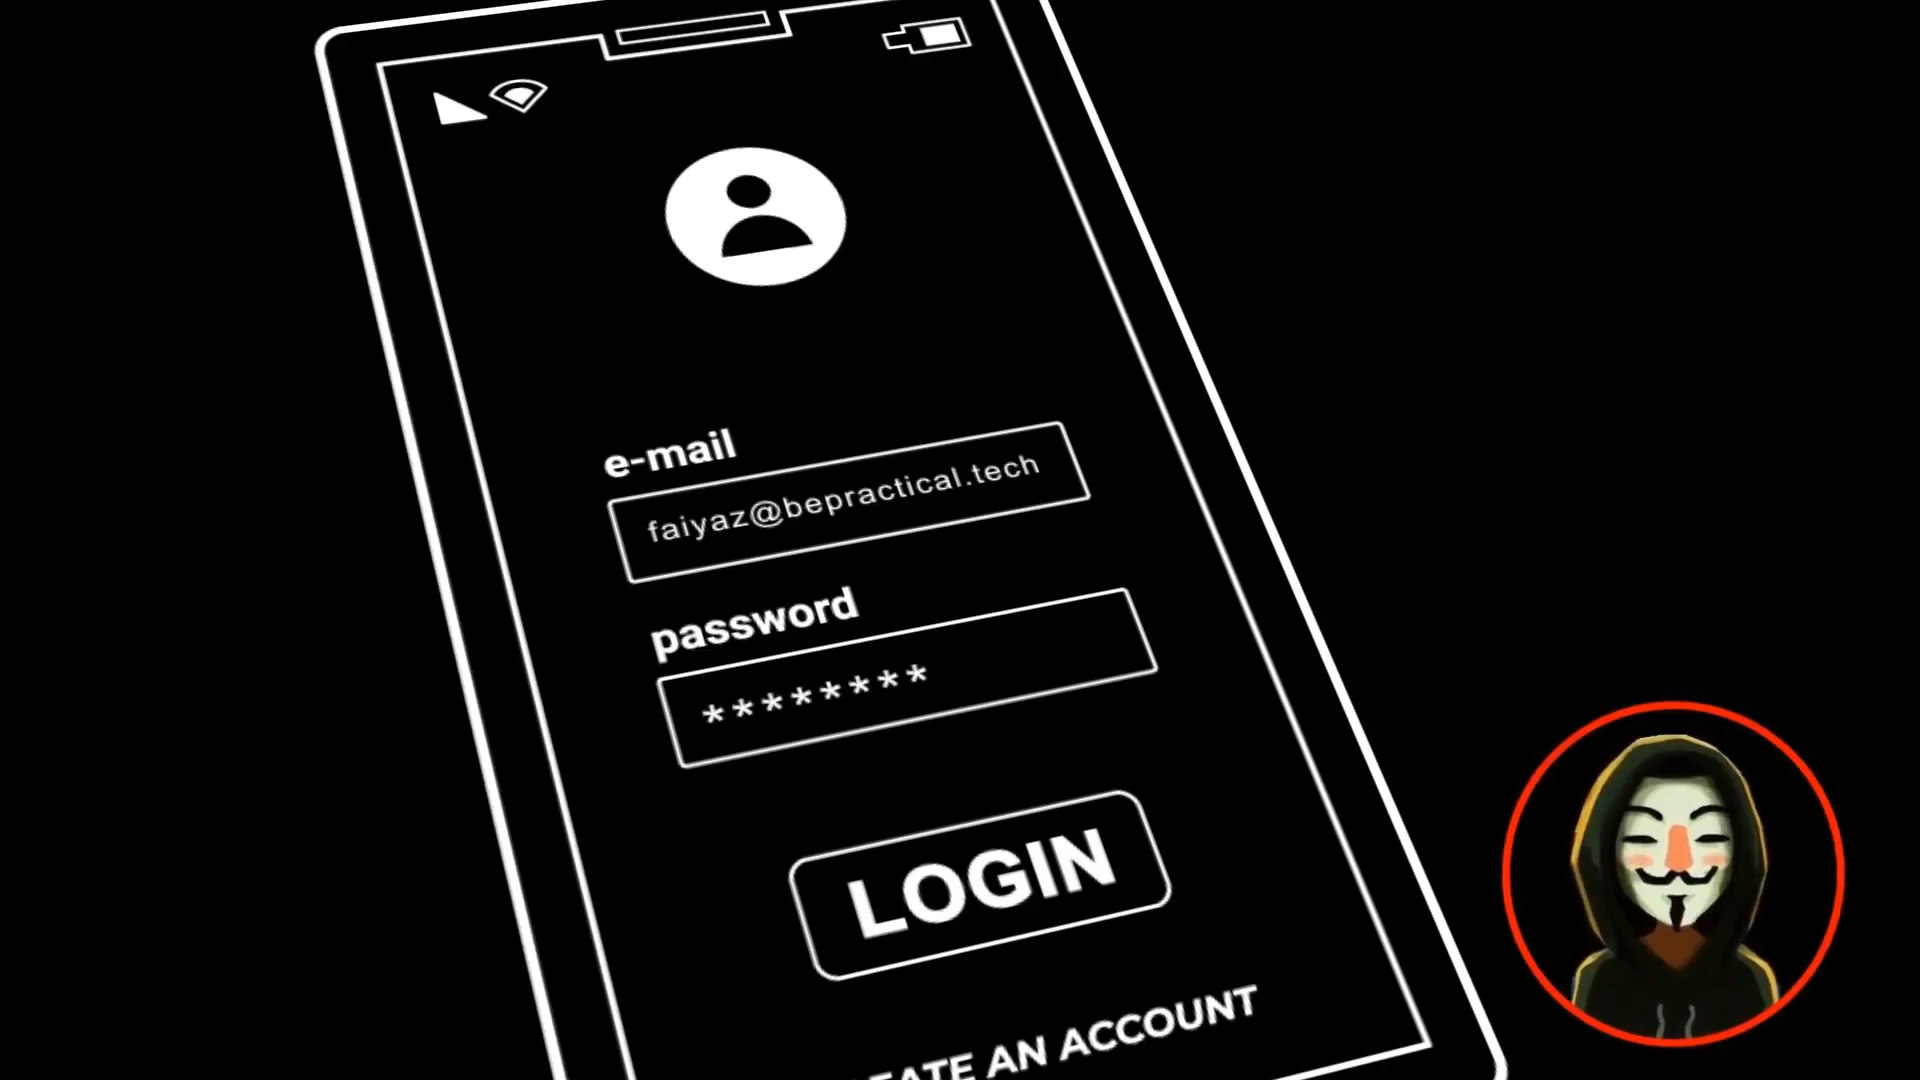 e-mail
faiyaz@bepractical.tech
password
********
LOGIN
ATE AN ACCOUNT